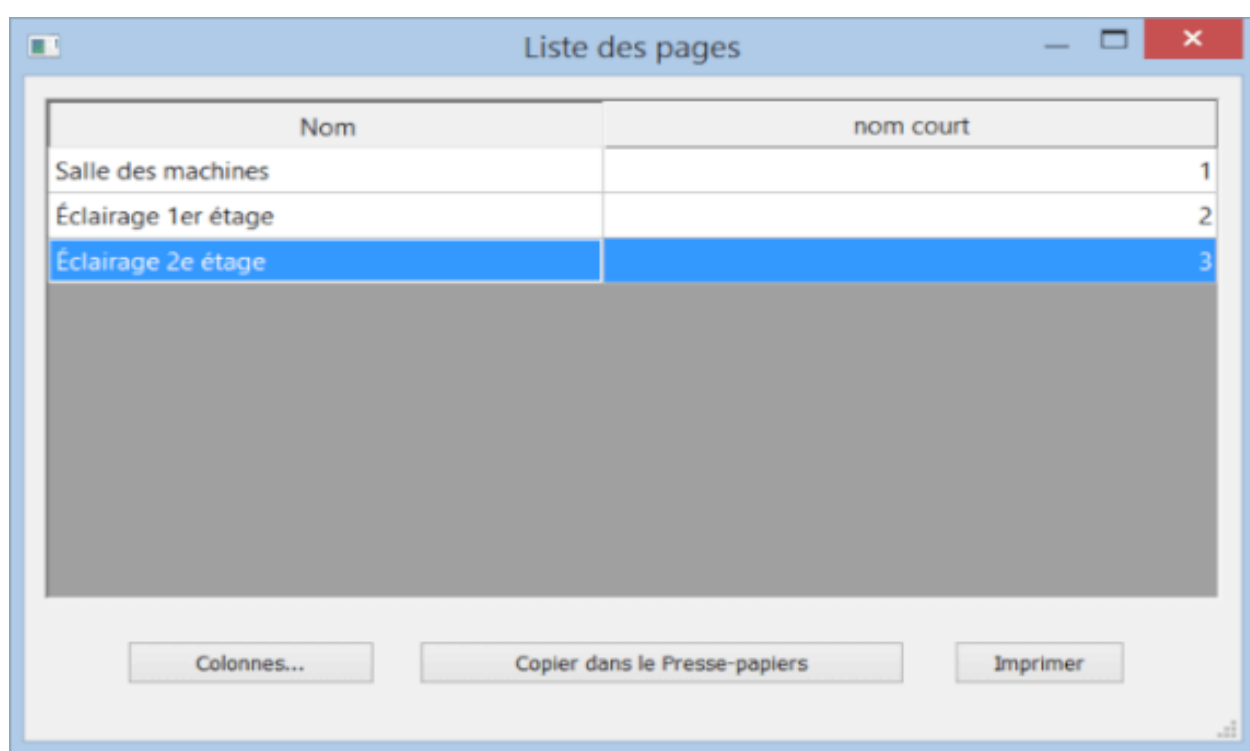 Liste des pages
Nom nom court
Salle des machines 1
Éclairage 1er étage 2
Éclairage 2e étage 3
Colonnes... Copier dans le Presse-papiers Imprimer